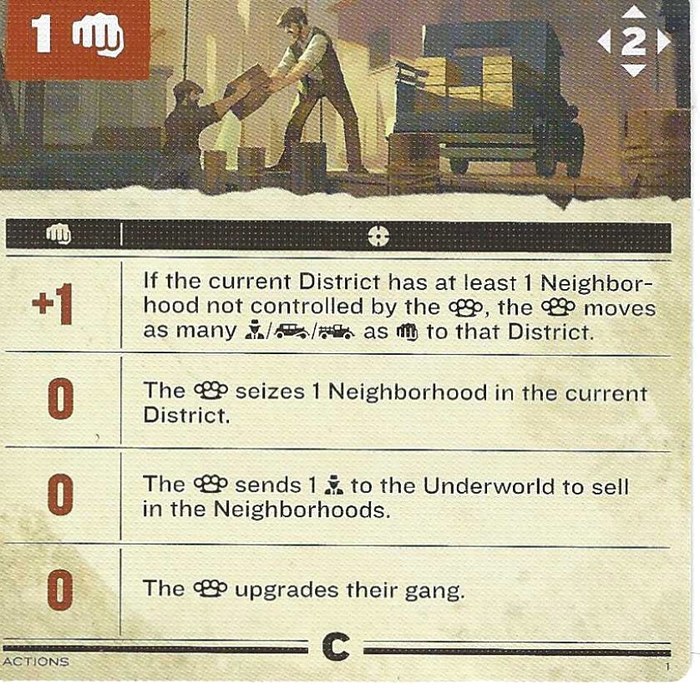 1
2
+1
If the current District has at least 1 Neighbor-
hood not controlled by the , the moves
as many / / as to that District.
0
The seizes 1 Neighborhood in the current
District.
0
The sends 1 to the Underworld to sell
in the Neighborhoods.
0
The upgrades their gang.
C
ACTIONS
1